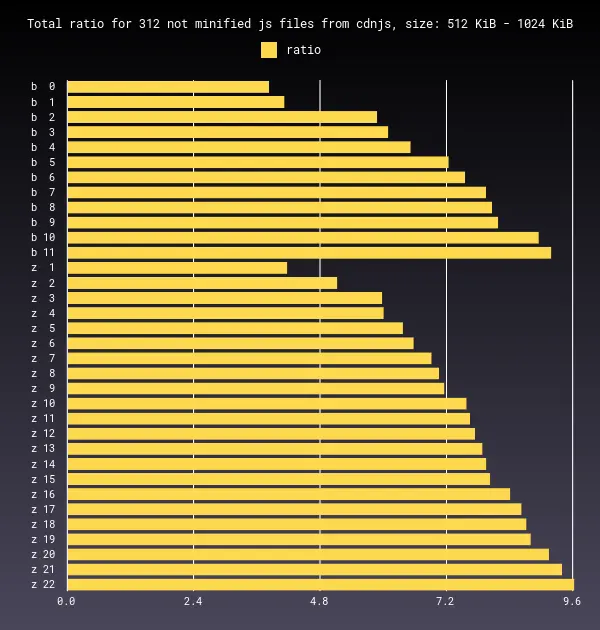 Total ratio for 312 not minified js files from cdnjs, size: 512 KiB - 1024 KiB
ratio
b 0
b 1
b 2
b 3
b 4
b 5
b 6
b 7
b 8
b 9
b 10
b 11
z 1
z 2
z 3
z 4
z 5
z 6
z 7
z 8
z 9
z 10
z 11
z 12
z 13
z 14
z 15
z 16
z 17
z 18
z 19
z 20
z 21
z 22
0.0 2.4 4.8 7.2 9.6